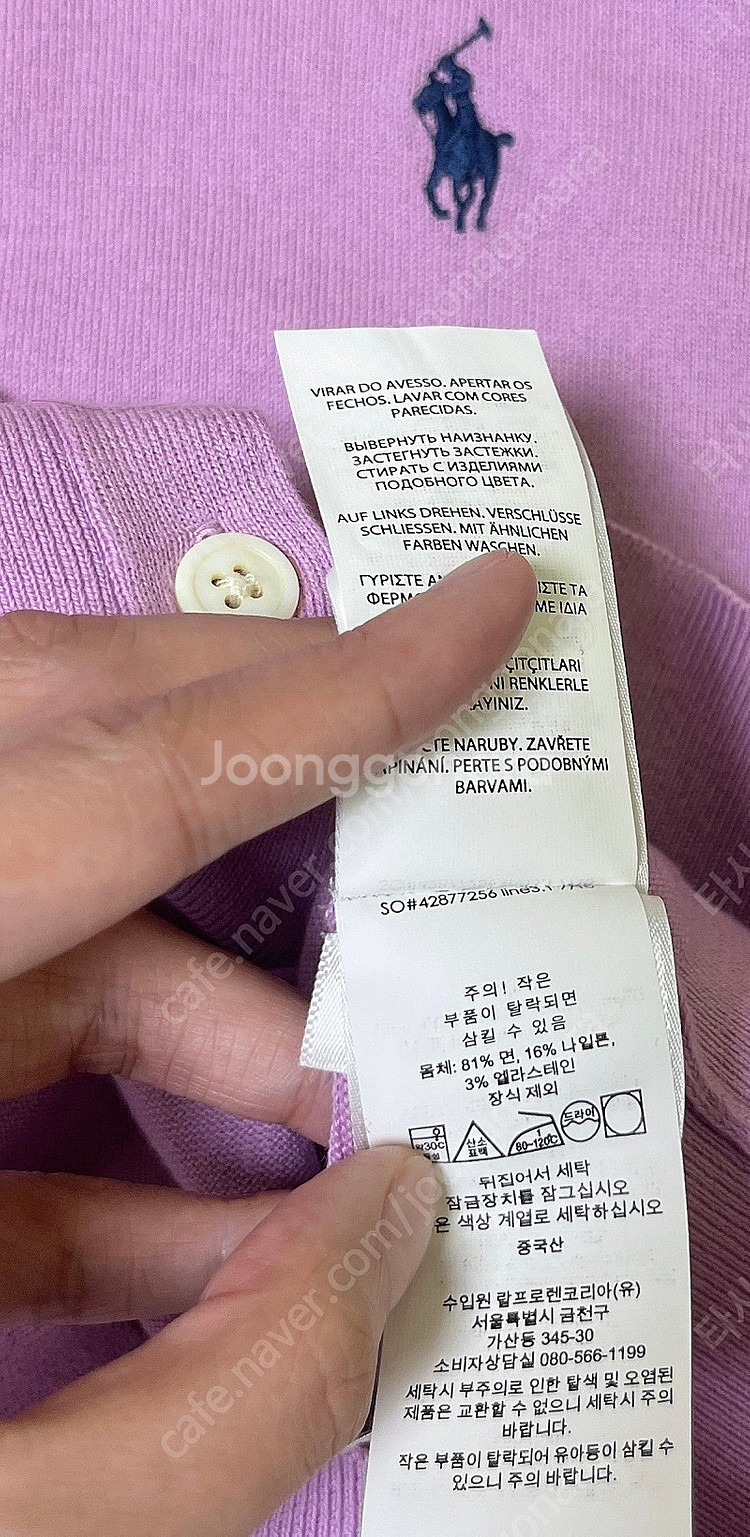 VIRAR DO AVESSO. APERTAR OS
FECHOS. LAVAR COM CORES
PARECIDAS.
ВЫВЕРНУТЬ НАИЗНАНКУ.
ЗАСТЕГНУТЬ ЗАСТЕЖКИ.
СТИРАТЬ С ИЗДЕЛИЯМИ
ПОДОБНОГО ЦВЕТА.
AUF LINKS DREHEN. VERSCHLÜSSE
SCHLIESSEN. MIT ÄHNLICHEN
FARBEN WASCHEN.
ΓΥΡΙΣΤΕ ΤΑ
ΜΕ ΙΔΙΑ
ÇITÇITLARI
RENKLERLE
NARUBY. ZAVŘETE
PERTE S PODOBNÝMI
BARVAMI.
Joongg
SO#42877256
주의! 작은
부품이 탈락되면
삼킬 수 있음
몸체: 81% 면, 16% 나일론,
3% 엘라스테인
장식 제외
30C 산소 표백 80-120℃ 드라이
뒤집어서 세탁
잠금장치를 잠그십시오
은 색상 계열로 세탁하십시오
중국산
수입원 랄프로렌코리아(유)
서울특별시 금천구
가산동 345-30
소비자상담실 080-566-1199
세탁시 부주의로 인한 탈색 및 오염된
제품은 교환할 수 없으니 세탁시 주의
바랍니다.
작은 부품이 탈락되어 유아등이 삼킬 수
있으니 주의 바랍니다.
cafe.naver.com/joonggonara